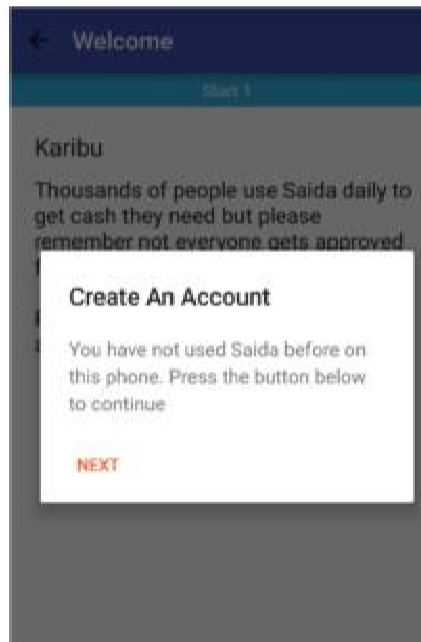 Welcome
Start 1
Karibu
Thousands of people use Saida daily to
get cash they need but please
remember not everyone gets approved
Create An Account
You have not used Saida before on
this phone. Press the button below
to continue
NEXT